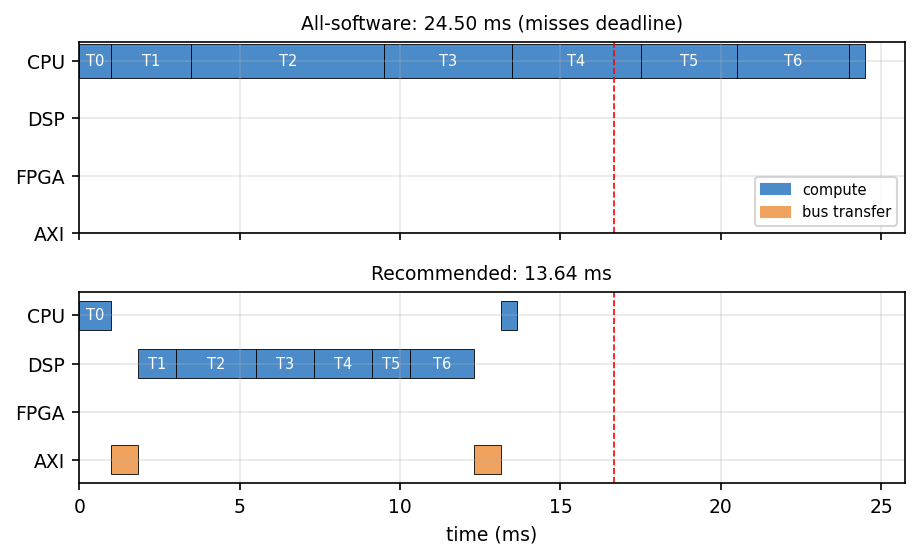 All-software: 24.50 ms (misses deadline)
CPU T0 T1 T2 T3 T4 T5 T6
DSP
FPGA
AXI
compute
bus transfer
Recommended: 13.64 ms
CPU T0
DSP T1 T2 T3 T4 T5 T6
FPGA
AXI
0 5 10 15 20 25
time (ms)